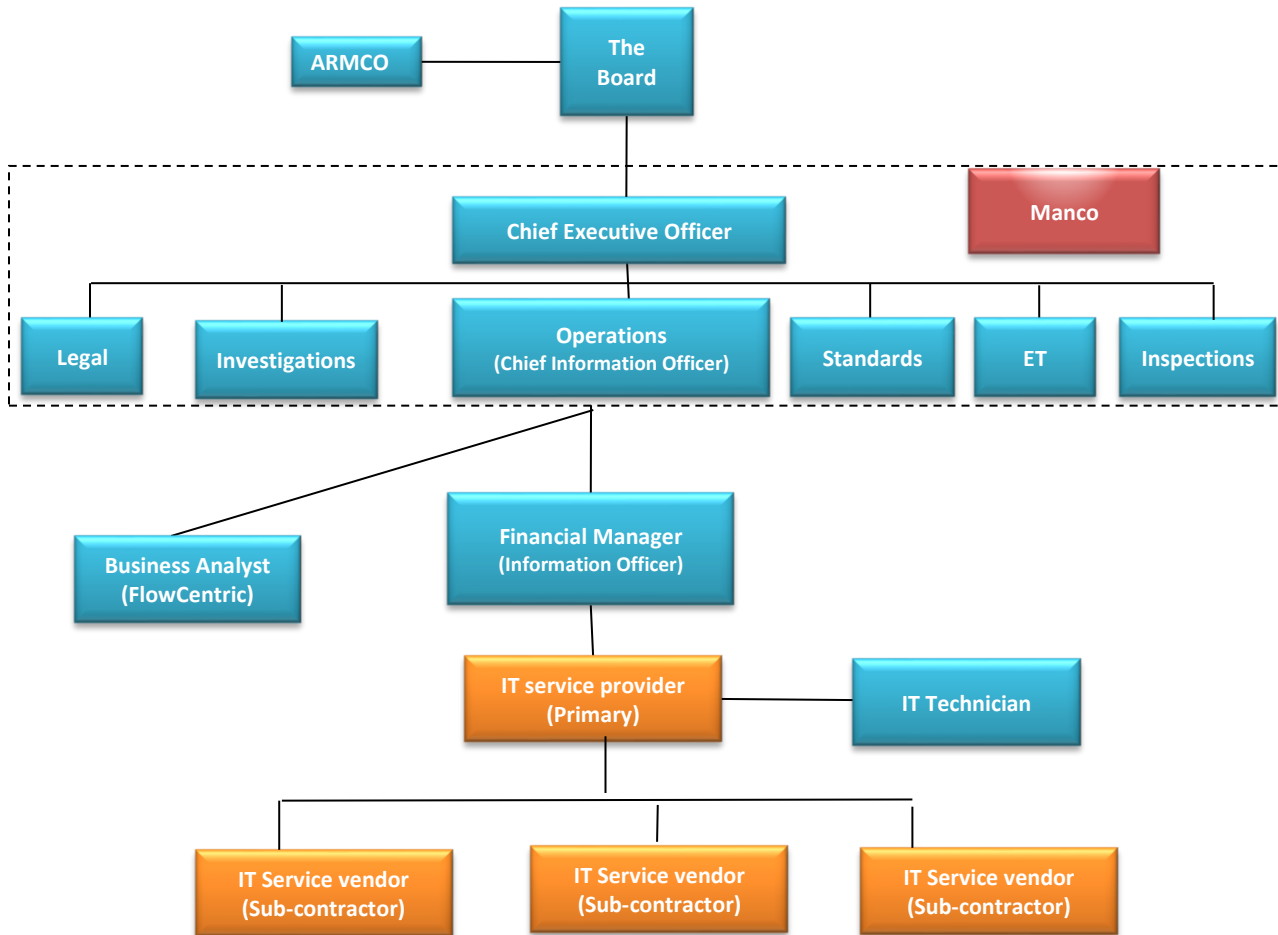 The
Board
ARMCO
Manco
Chief Executive Officer
Legal
Investigations
Operations
(Chief Information Officer)
Standards
ET
Inspections
Business Analyst
(FlowCentric)
Financial Manager
(Information Officer)
IT service provider
(Primary)
IT Technician
IT Service vendor
(Sub-contractor)
IT Service vendor
(Sub-contractor)
IT Service vendor
(Sub-contractor)